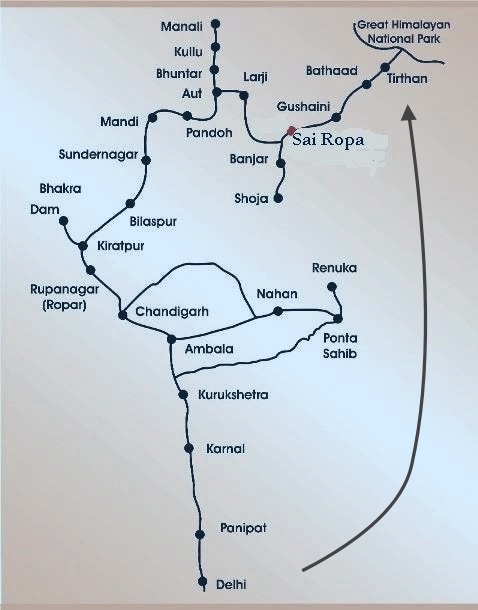 Manali
Great Himalayan
National Park
Kullu
Bhuntar
Larji
Bathaad
Tirthan
Aut
Gushaini
Mandi
Pandoh
Sai Ropa
Sundernagar
Banjar
Bhakra
Dam
Shoja
Bilaspur
Kiratpur
Rupanagar
(Ropar)
Renuka
Chandigarh
Nahan
Ambala
Ponta
Sahib
Kurukshetra
Karnal
Panipat
Delhi